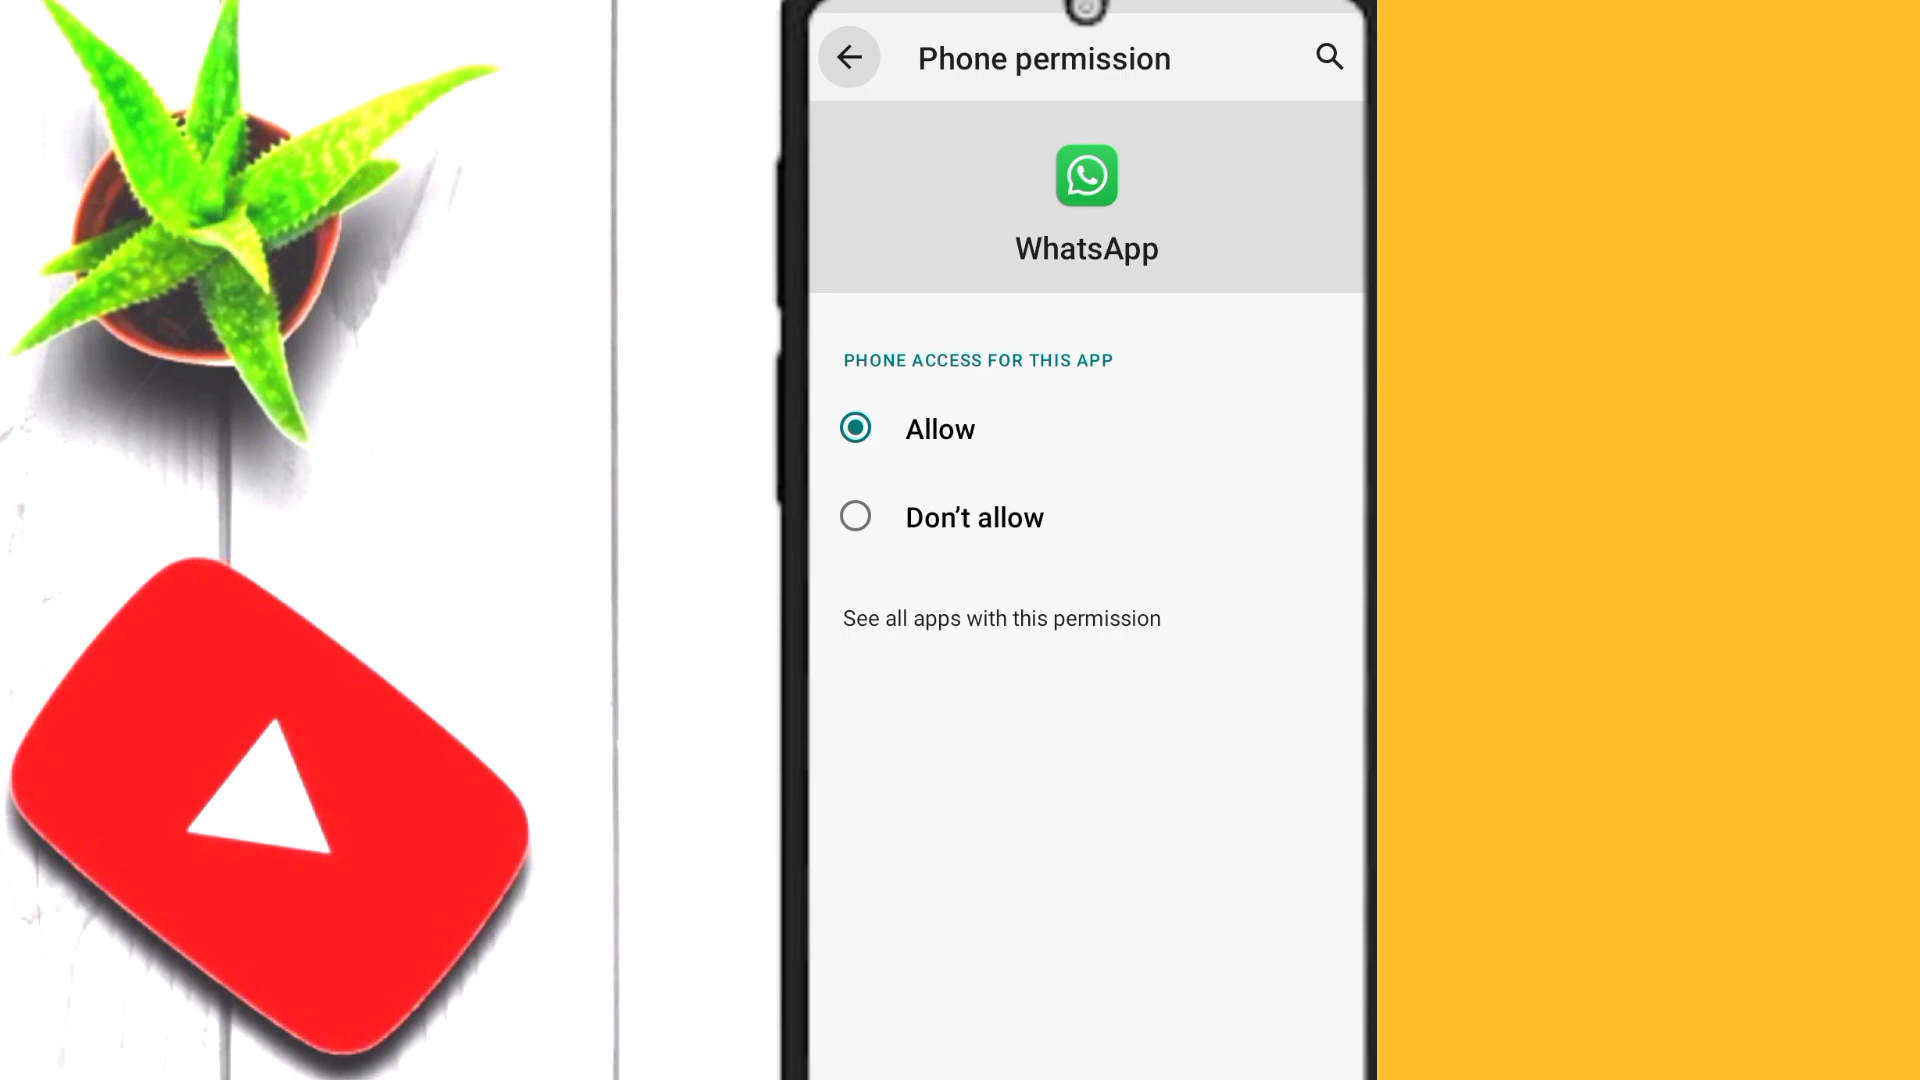 Phone permission
WhatsApp
PHONE ACCESS FOR THIS APP
Allow
Don’t allow
See all apps with this permission